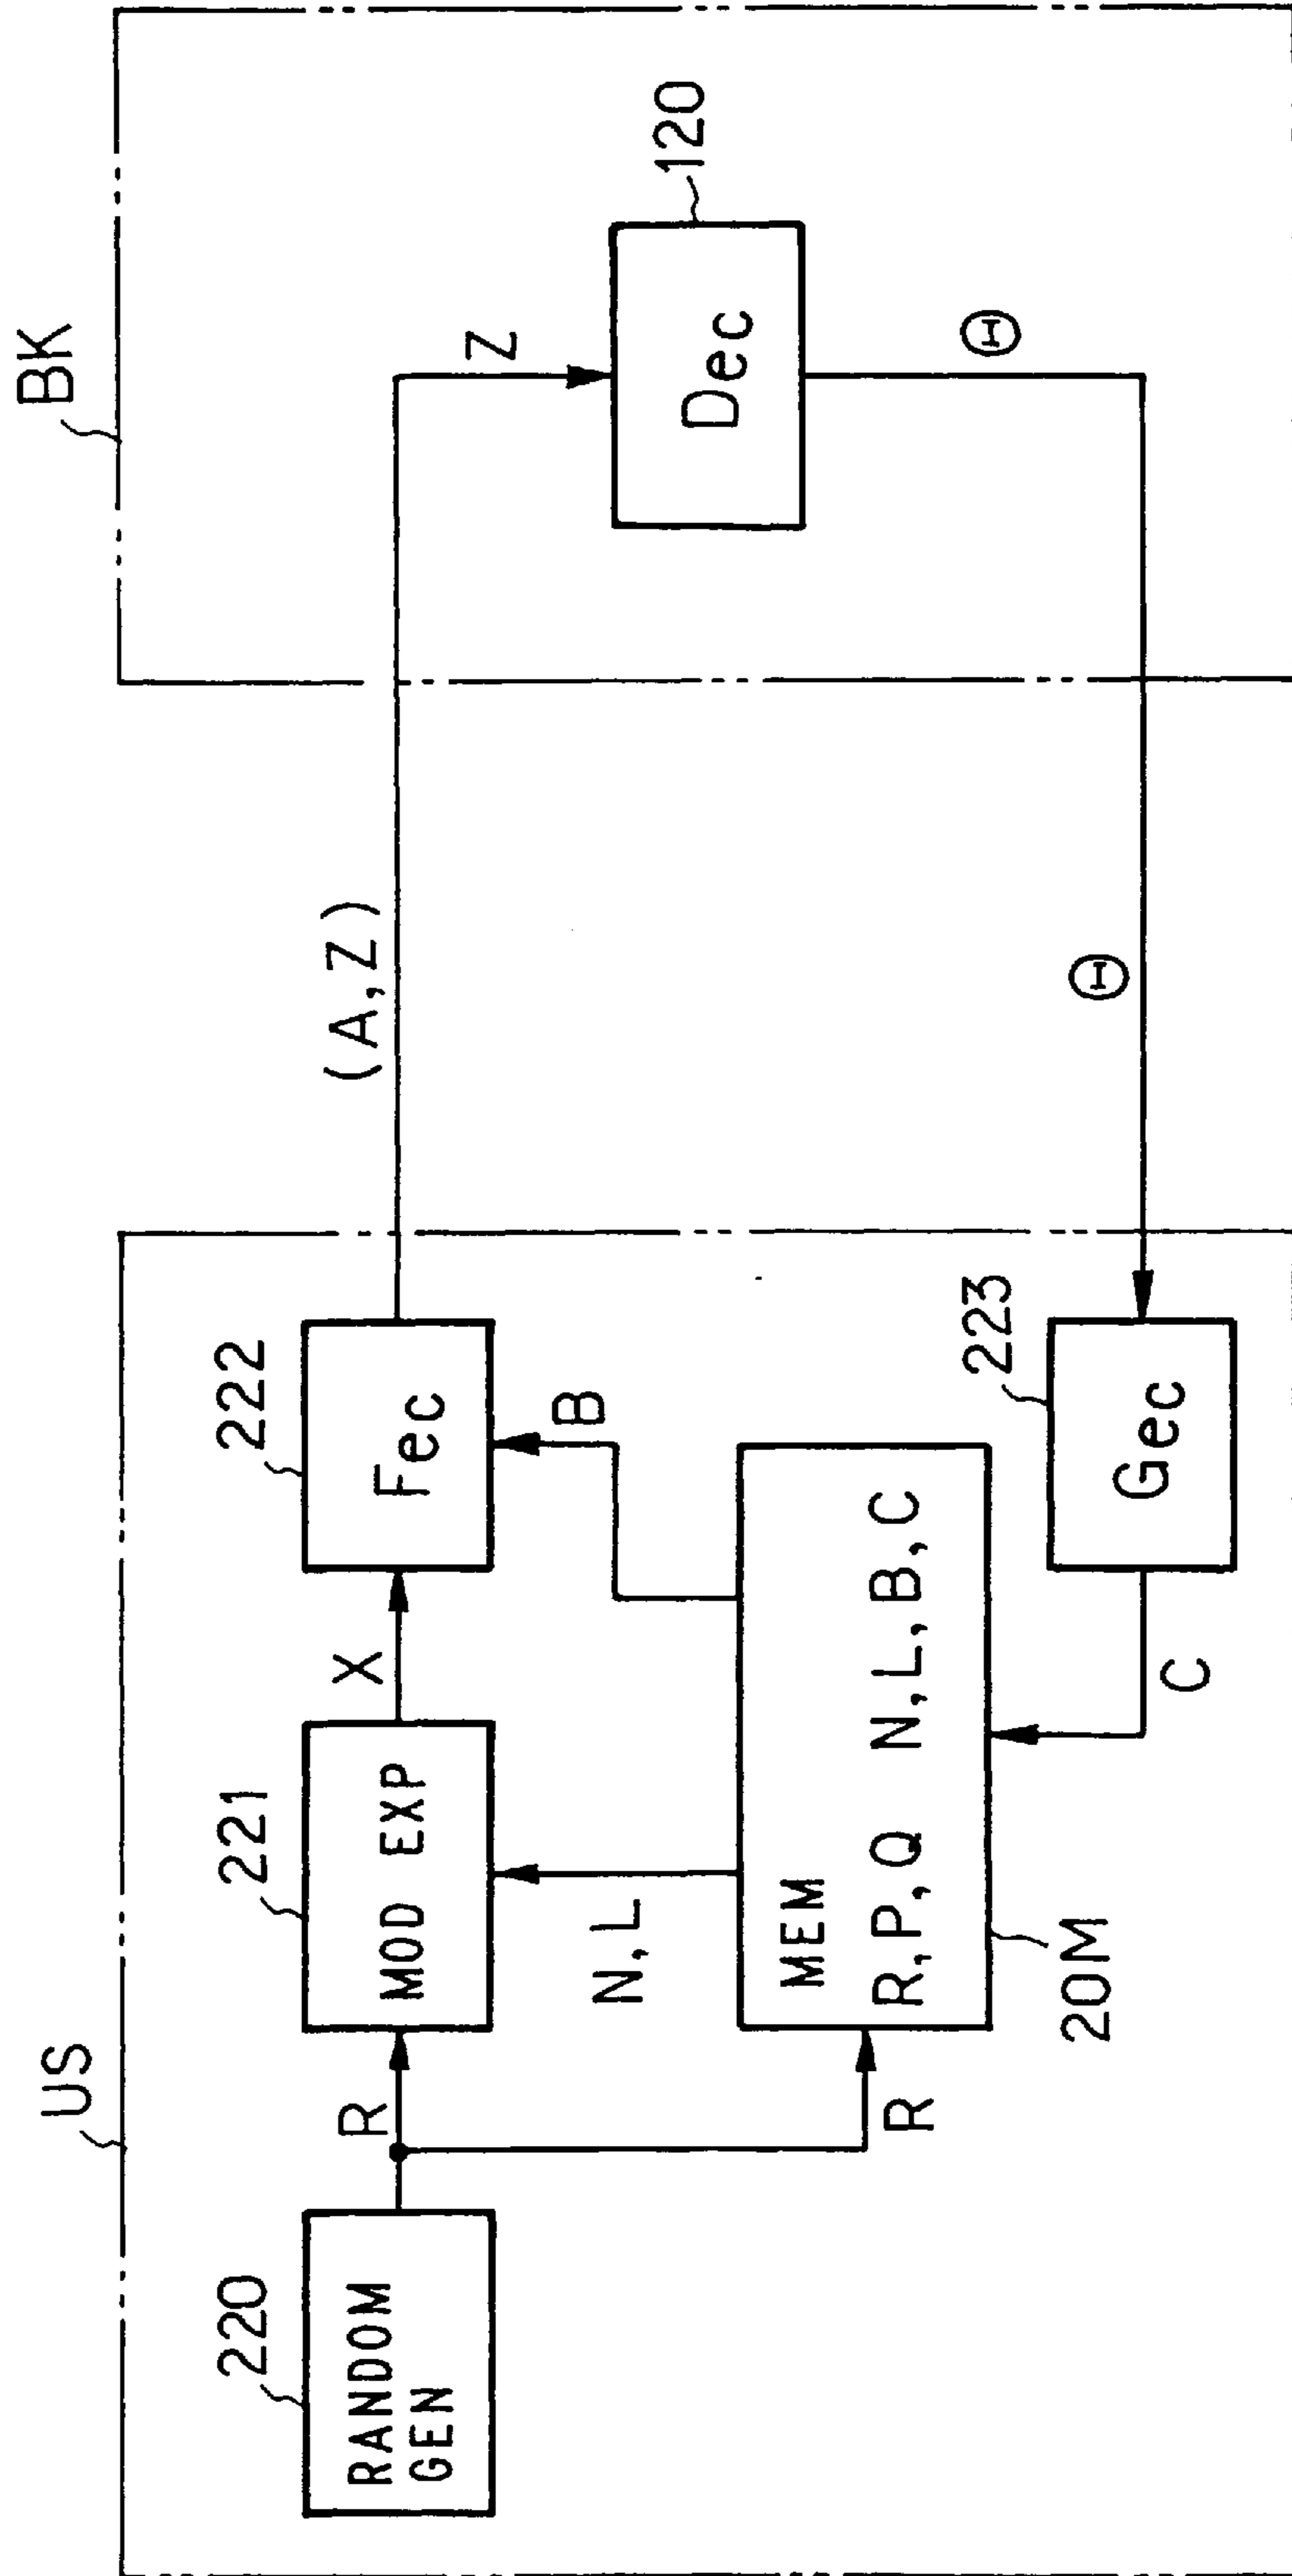 US
BK
220
RANDOM
GEN
R
R
221
MOD EXP
X
N,L
222
Fec
B
MEM
R,P,Q N,L,B,C
20M
223
Gec
C
(A,Z)
Z
Dec
120
Θ
Θ